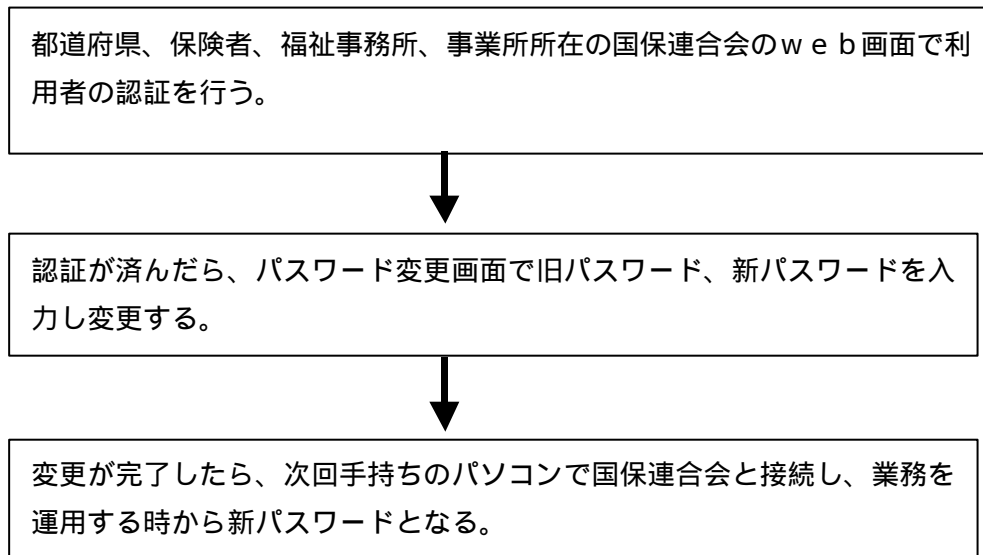 都道府県、保険者、福祉事務所、事業所所在の国保連合会のｗｅｂ画面で利
用者の認証を行う。
認証が済んだら、パスワード変更画面で旧パスワード、新パスワードを入
力し変更する。
変更が完了したら、次回手持ちのパソコンで国保連合会と接続し、業務を
運用する時から新パスワードとなる。